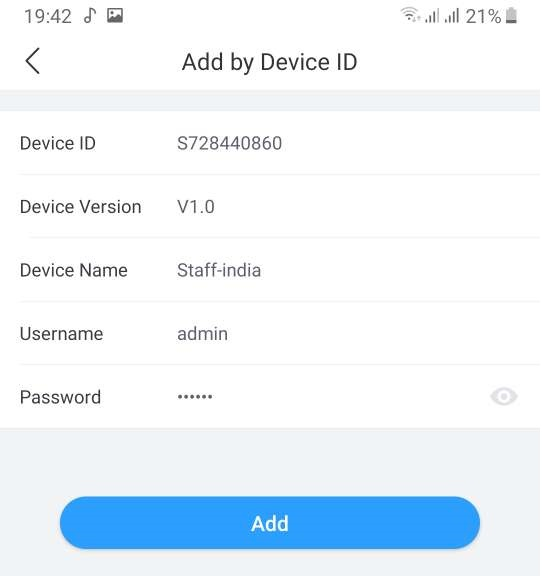 19:42 21%
Add by Device ID
Device ID S728440860
Device Version V1.0
Device Name Staff-india
Username admin
Password ••••••
Add